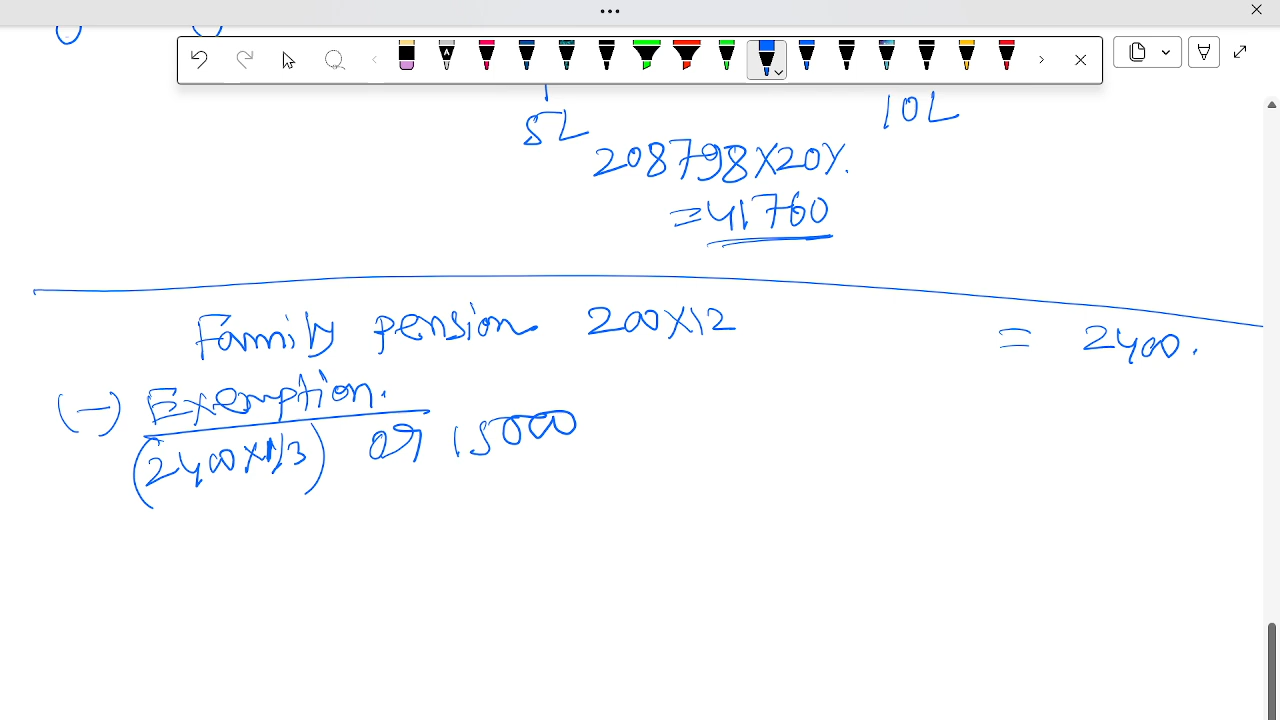 5L
10L
208798X20%.
=41760
Family pension 200X12 = 2400.
(-) Exemption.
(2400X1/3) or 15000